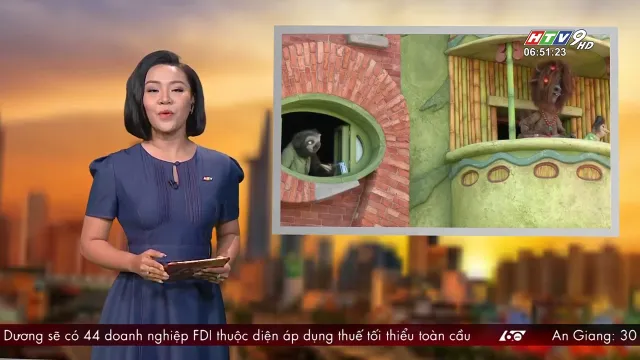 HTV9 HD
06:51:23
Dương sẽ có 44 doanh nghiệp FDI thuộc diện áp dụng thuế tối thiểu toàn cầu
60
An Giang: 30